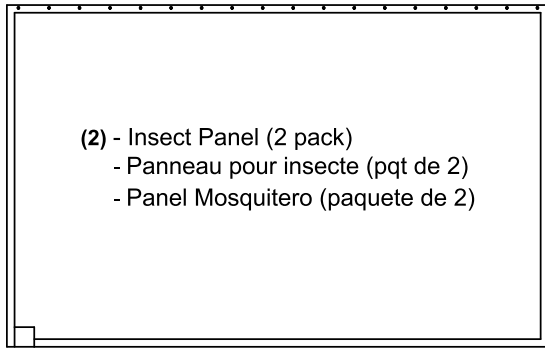 (2) - Insect Panel (2 pack)
- Panneau pour insecte (pqt de 2)
- Panel Mosquitero (paquete de 2)